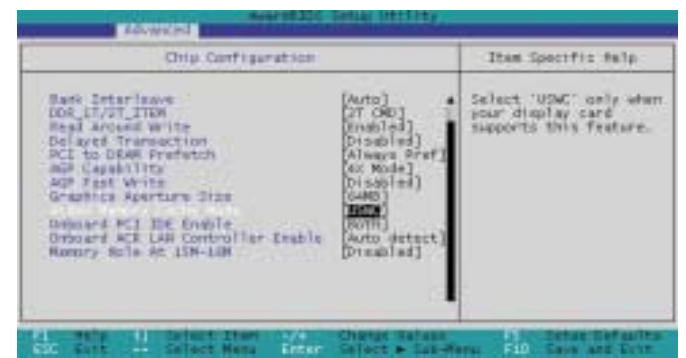 AwardBIOS Setup Utility
Advanced
Chip Configuration
Item Specific Help
Bank Interleave [Auto]
DDR_1T/2T_ITEM [2T CMD]
Read Around Write [Enabled]
Delayed Transaction [Disabled]
PCI to DRAM Prefetch [Always Pref]
AGP Capability [4X Mode]
AGP Fast Write [Disabled]
Graphics Aperture Size [64MB]
[USWC]
Onboard PCI IDE Enable [Both]
Onboard ACR LAN Controller Enable [Auto detect]
Memory Hole At 15M-16M [Disabled]
Select 'USWC' only when
your display card
supports this feature.
F1 Help ↑↓ Select Item -/+ Change Values F5 Setup Defaults
ESC Exit ↔ Select Menu Enter Select ► Sub-Menu F10 Save and Exit